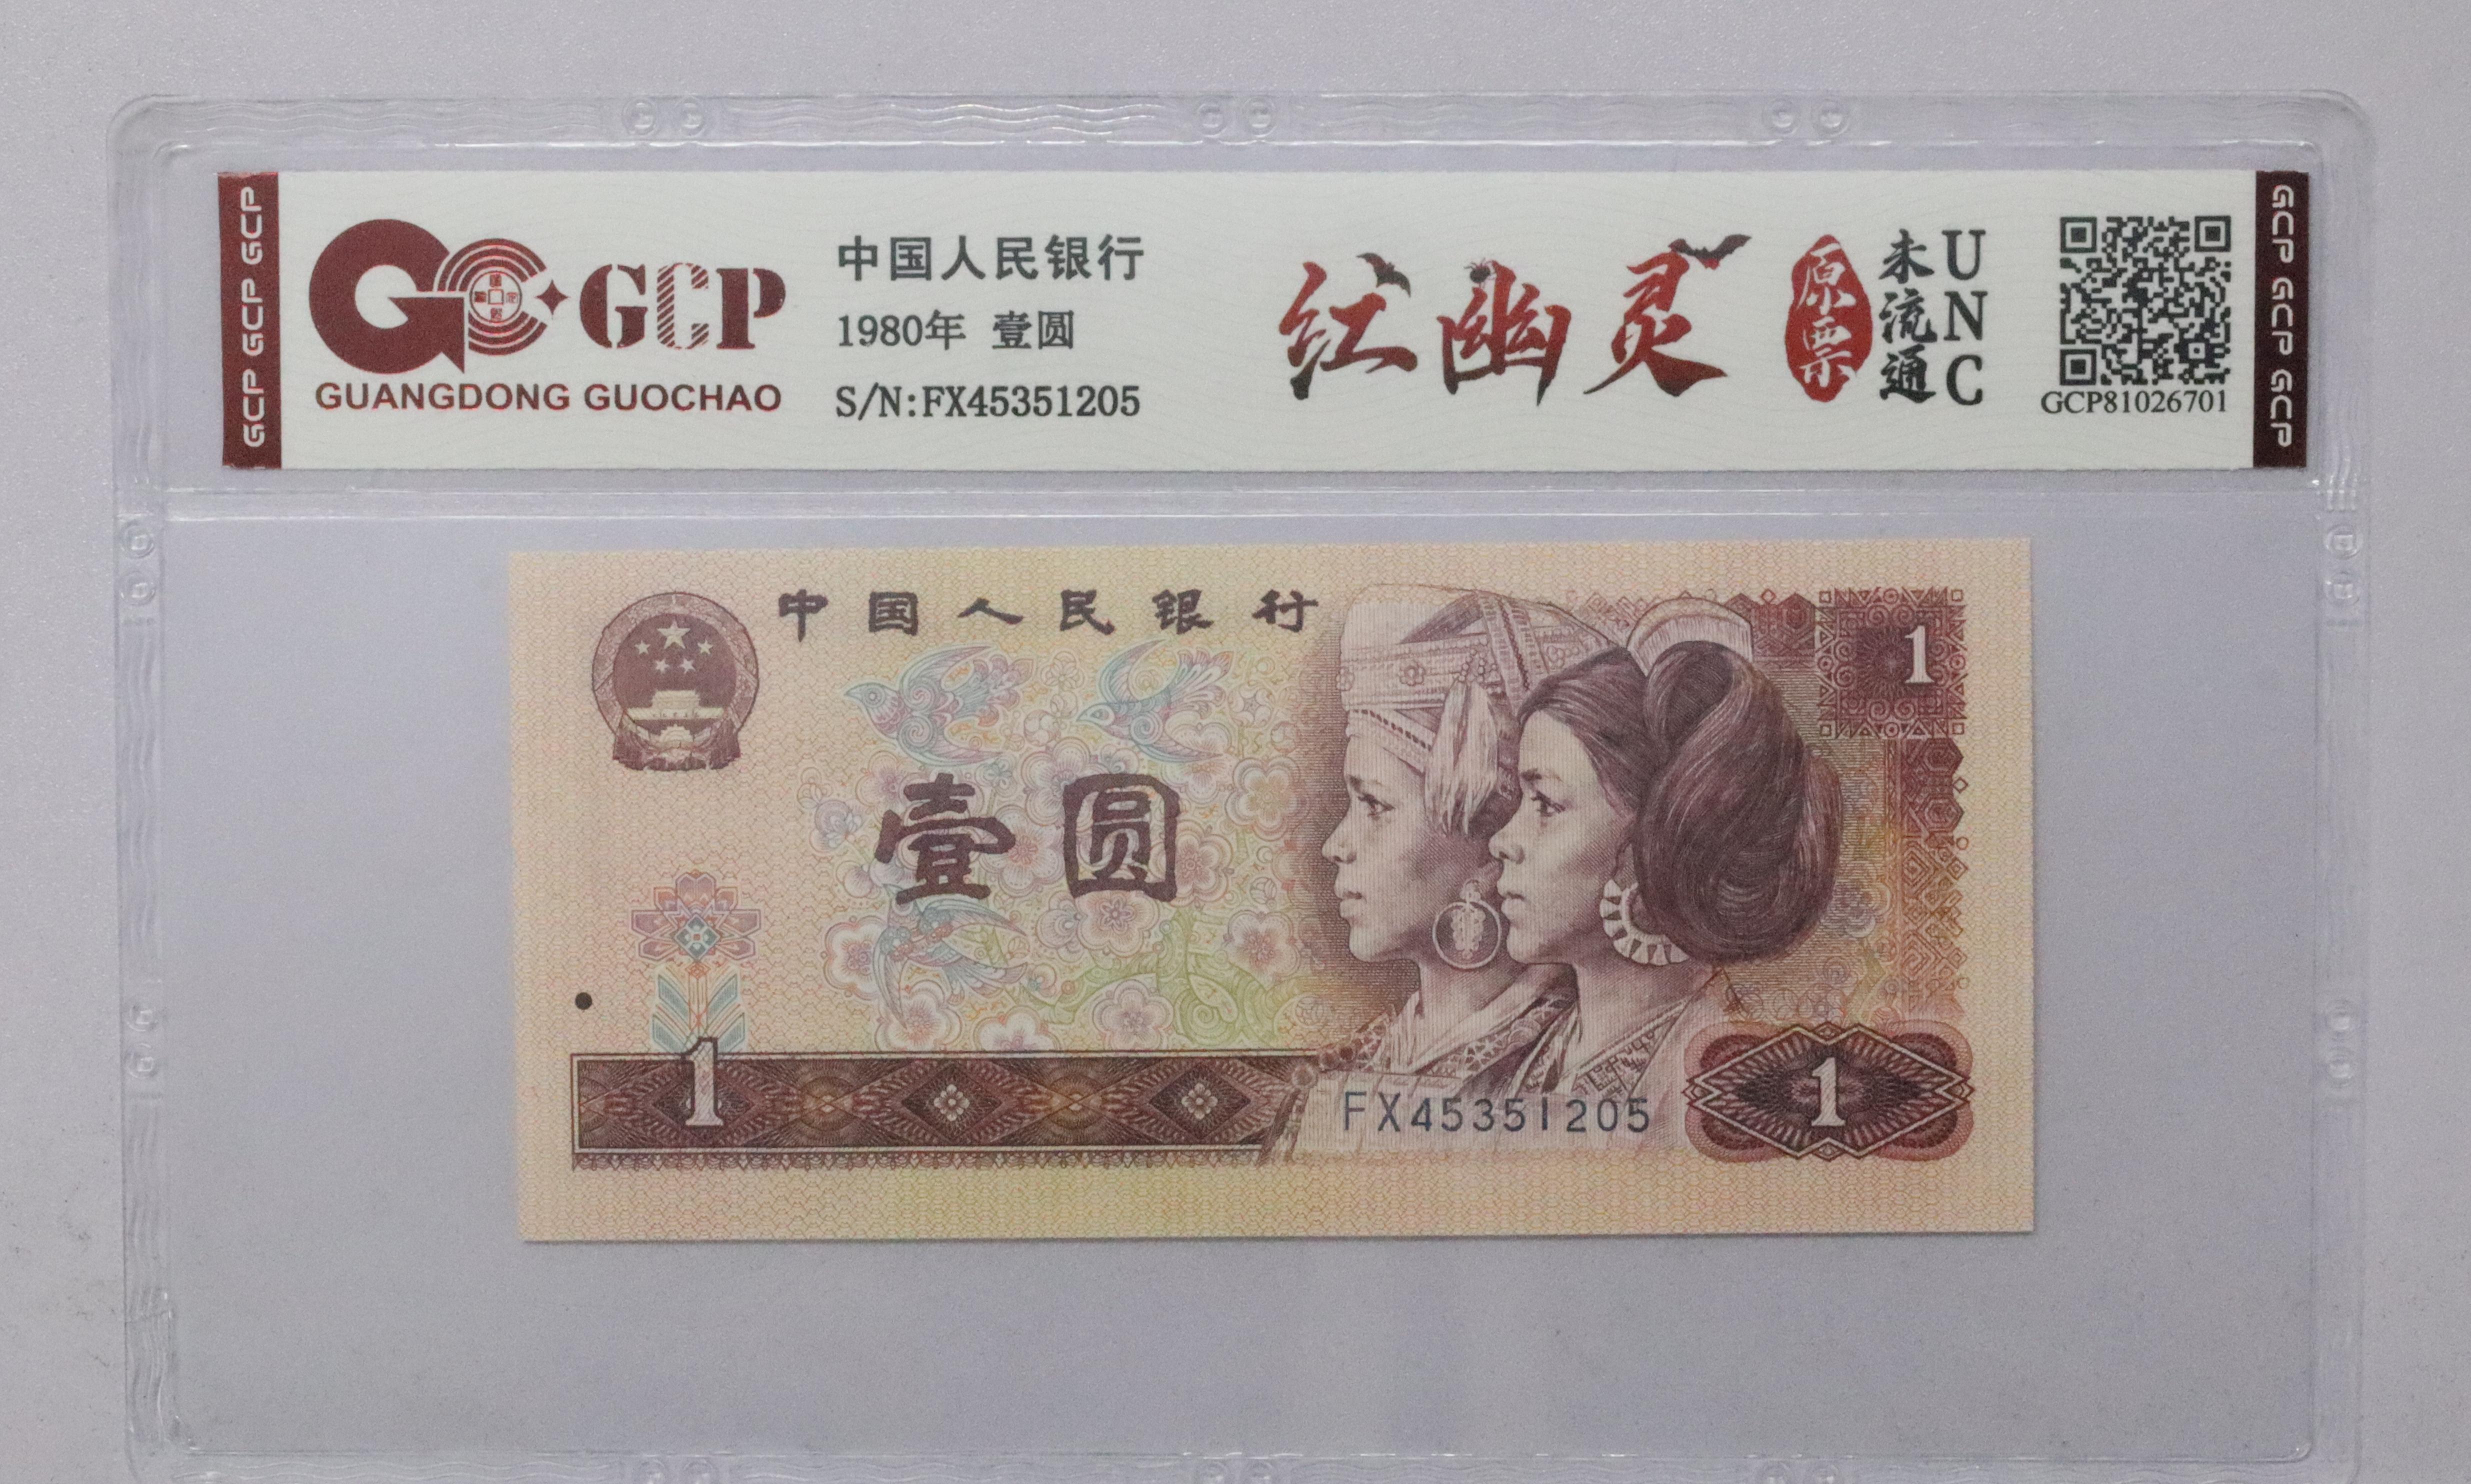 GCP GCP GCP
GCP
GUANGDONG GUOCHAO
中国人民银行
1980年 壹圆
S/N:FX45351205
红幽灵
原票
未流通
UNC
GCP81026701
GCP GCP GCP
中国人民银行
1
壹圆
1
FX45351205
1